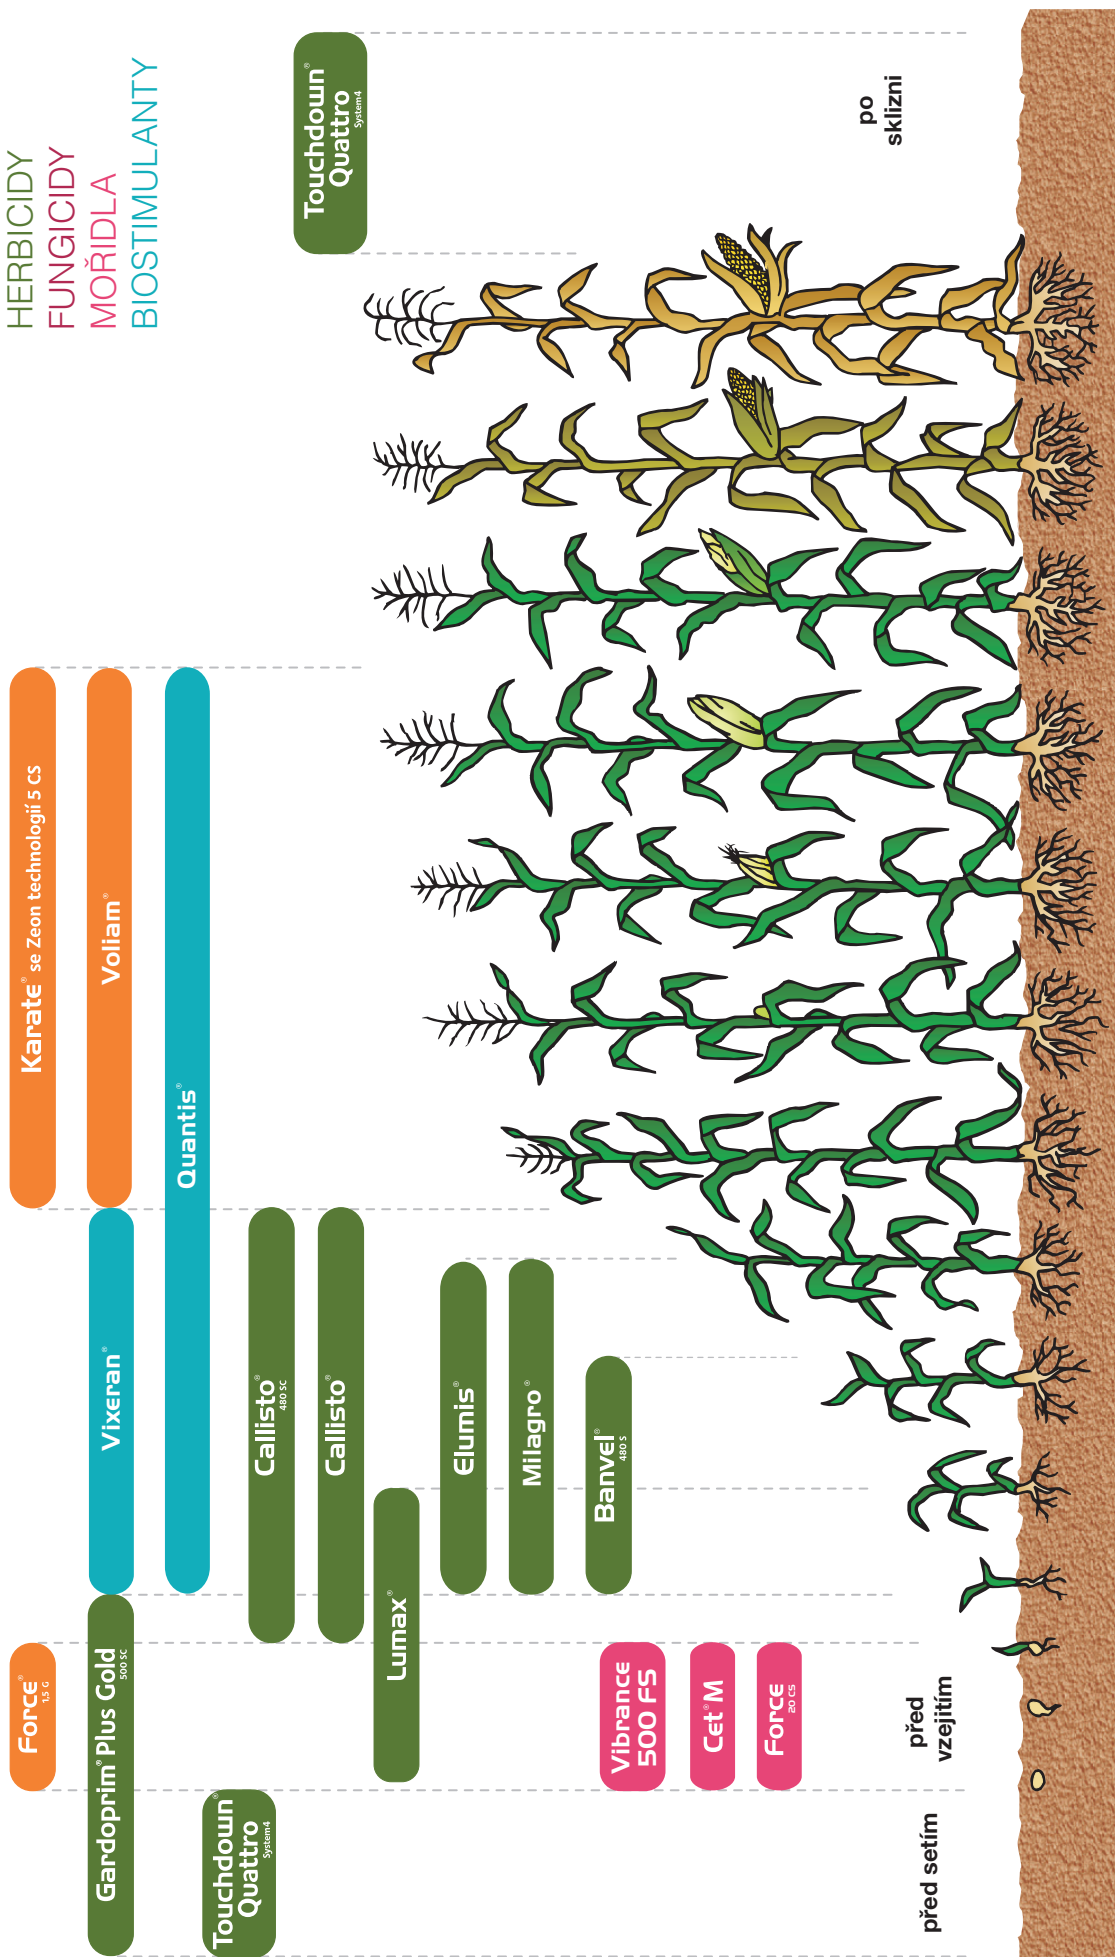 HERBICIDY
FUNGICIDY
MOŘIDLA
BIOSTIMULANTY
Force®
1,5 G
Karate® se Zeon technologií 5 CS
Gardoprim® Plus Gold
500 SC
Vixeran®
Voliam®
Quantis®
Touchdown®
Quattro
System4
Callisto®
480 SC
Callisto®
Lumax®
Elumis®
Milagro®
Banvel®
480 S
Vibrance
500 FS
Cet® M
Force
20 CS
Touchdown®
Quattro
System4
před setím
před
vzejitím
po
sklizni